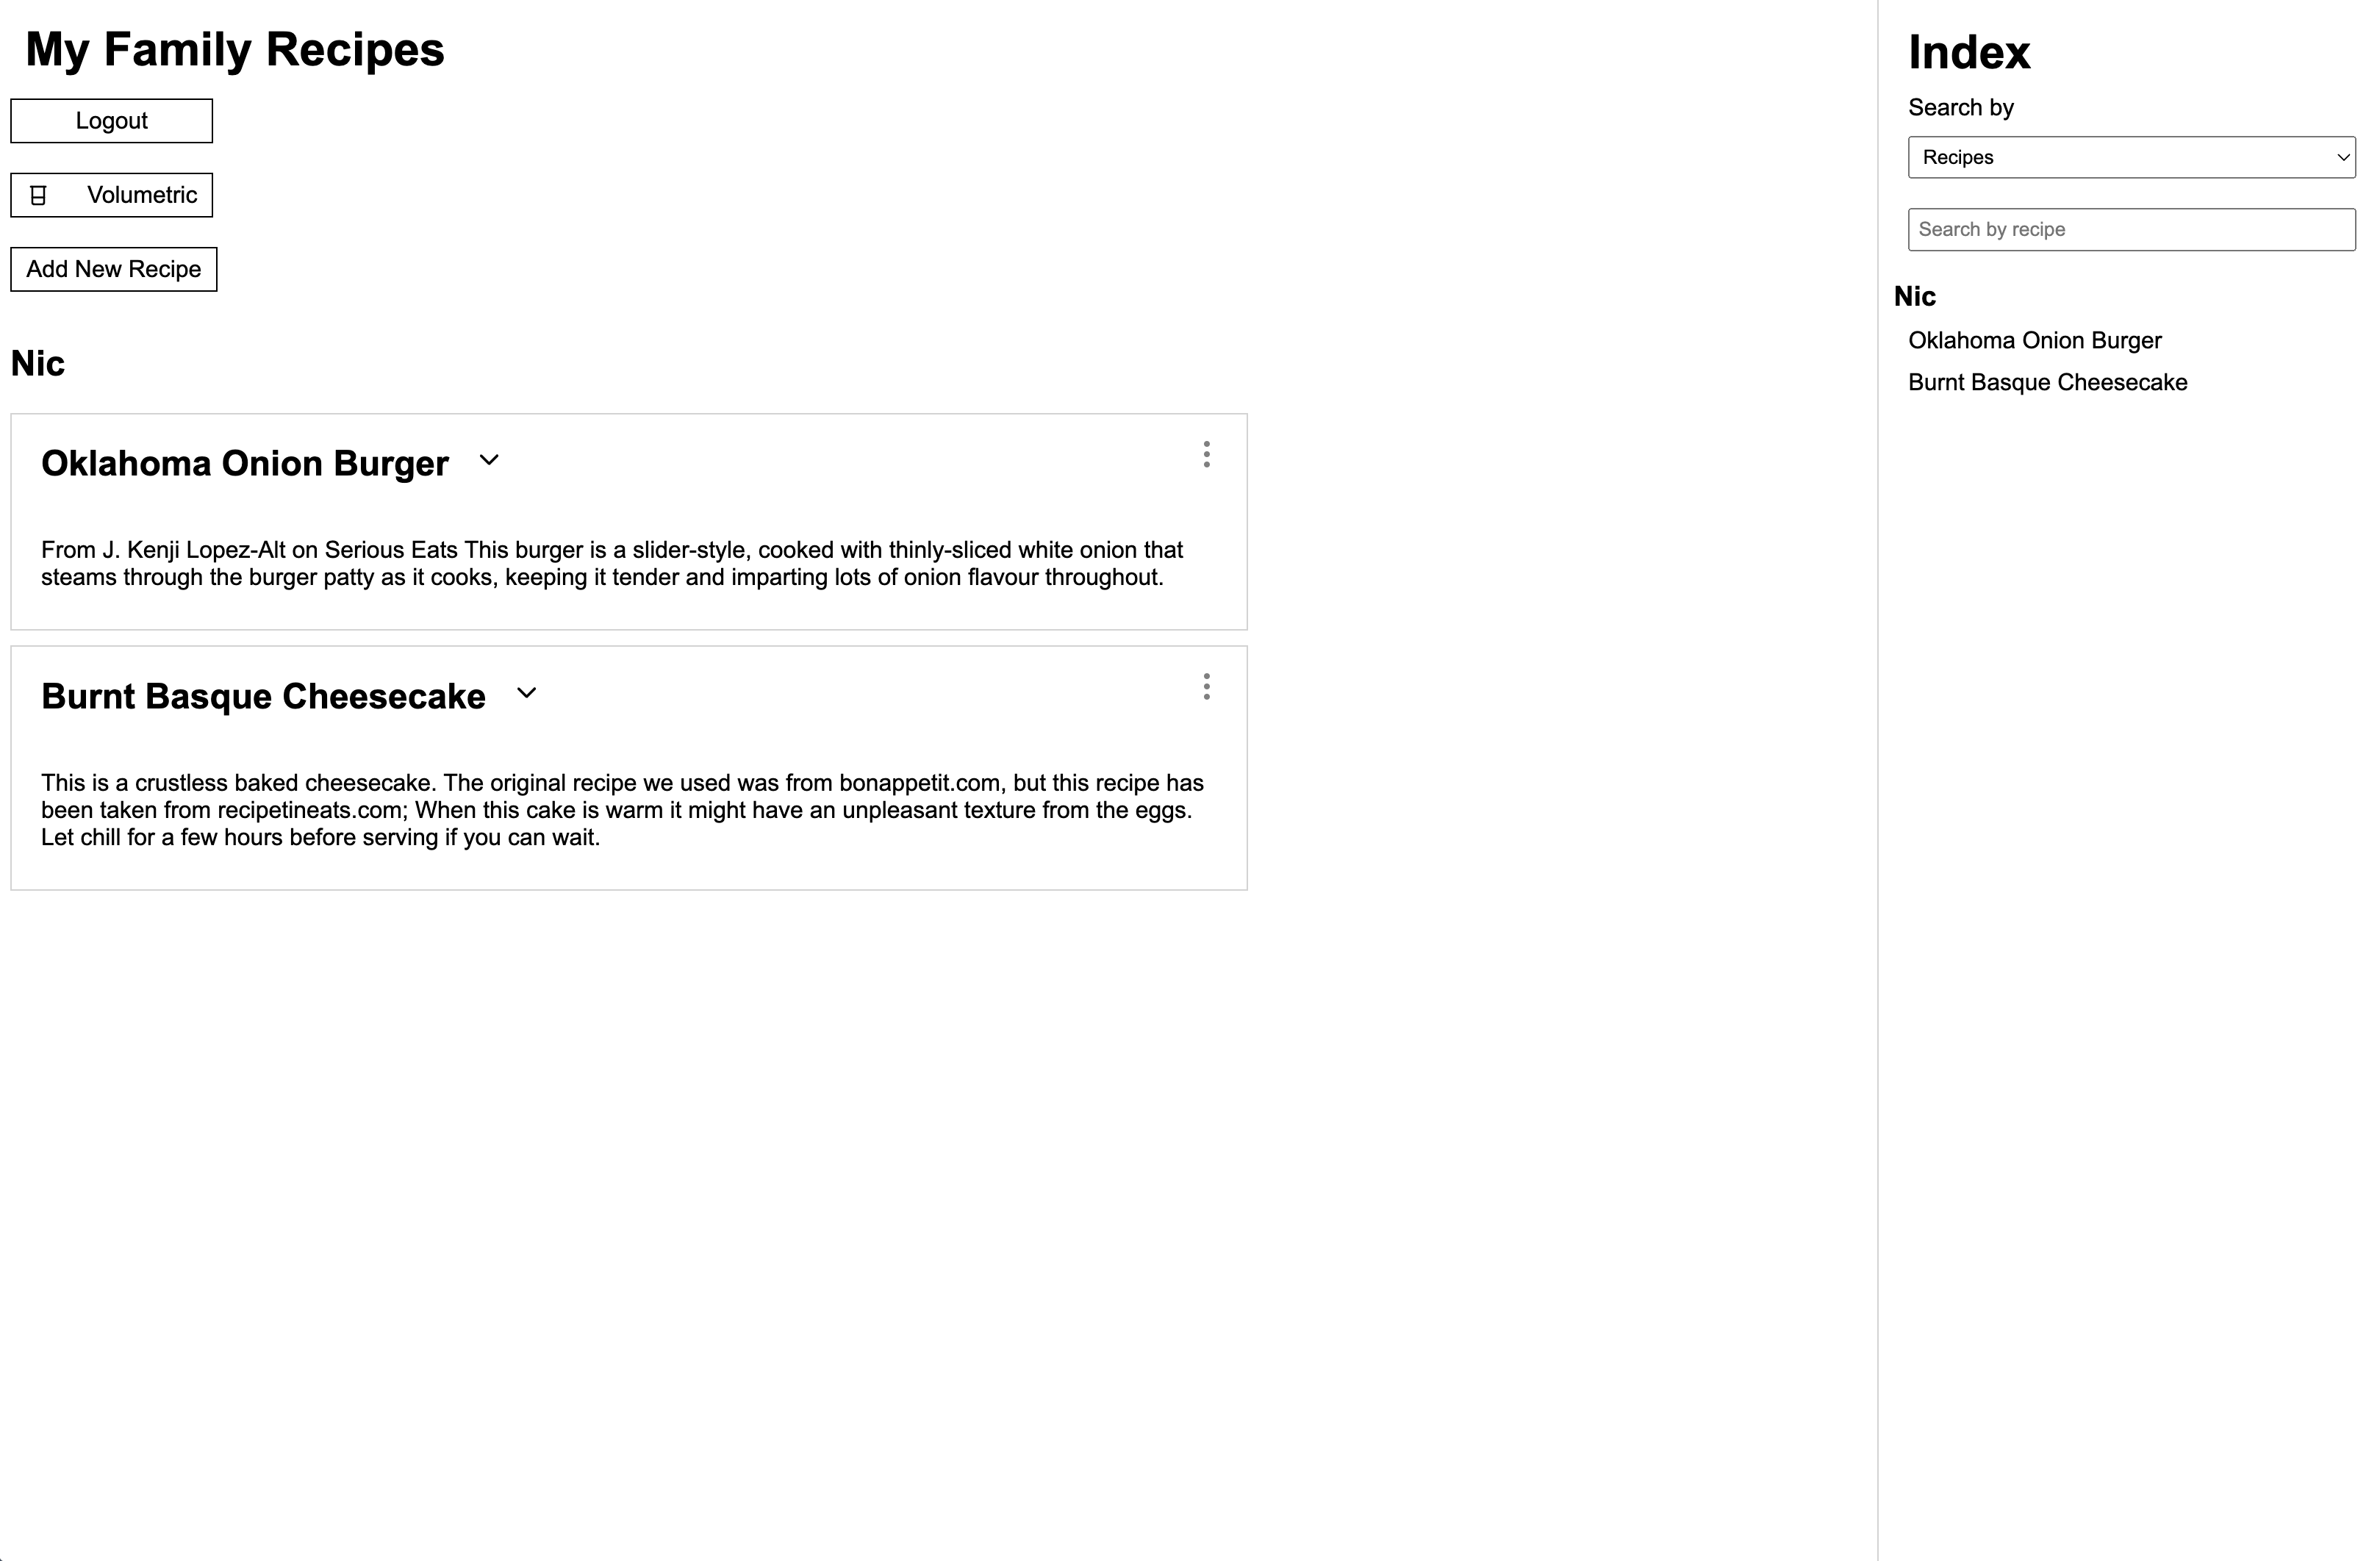 My Family Recipes
Logout
Volumetric
Add New Recipe
Nic
Oklahoma Onion Burger
From J. Kenji Lopez-Alt on Serious Eats This burger is a slider-style, cooked with thinly-sliced white onion that
steams through the burger patty as it cooks, keeping it tender and imparting lots of onion flavour throughout.
Burnt Basque Cheesecake
This is a crustless baked cheesecake. The original recipe we used was from bonappetit.com, but this recipe has
been taken from recipetineats.com; When this cake is warm it might have an unpleasant texture from the eggs.
Let chill for a few hours before serving if you can wait.
Index
Search by
Recipes
Search by recipe
Nic
Oklahoma Onion Burger
Burnt Basque Cheesecake